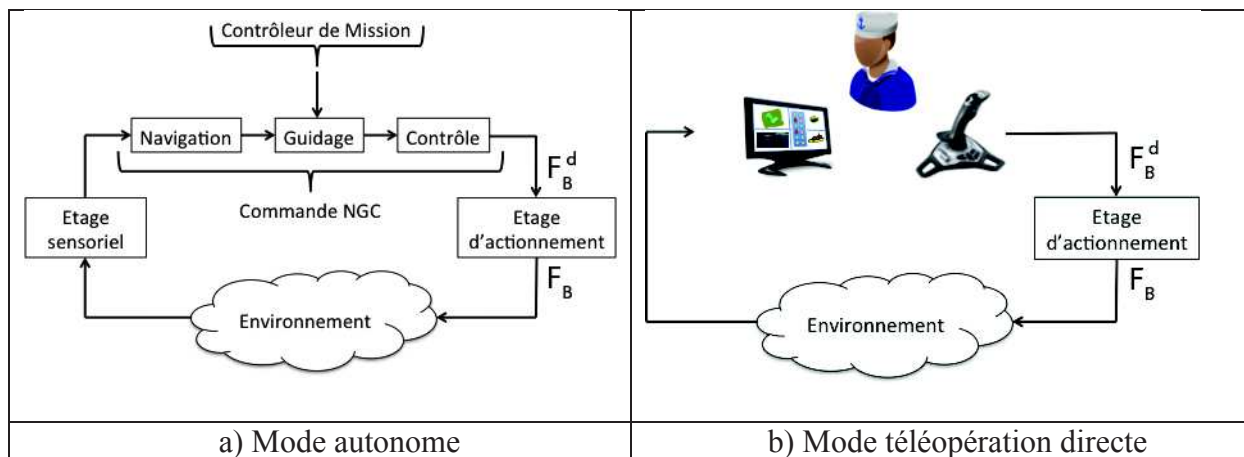 Contrôleur de Mission
Navigation
Guidage
Contrôle
F_B^d
Commande NGC
Etage
sensoriel
Etage
d'actionnement
F_B
Environnement
a) Mode autonome
F_B^d
Etage
d'actionnement
F_B
Environnement
b) Mode téléopération directe